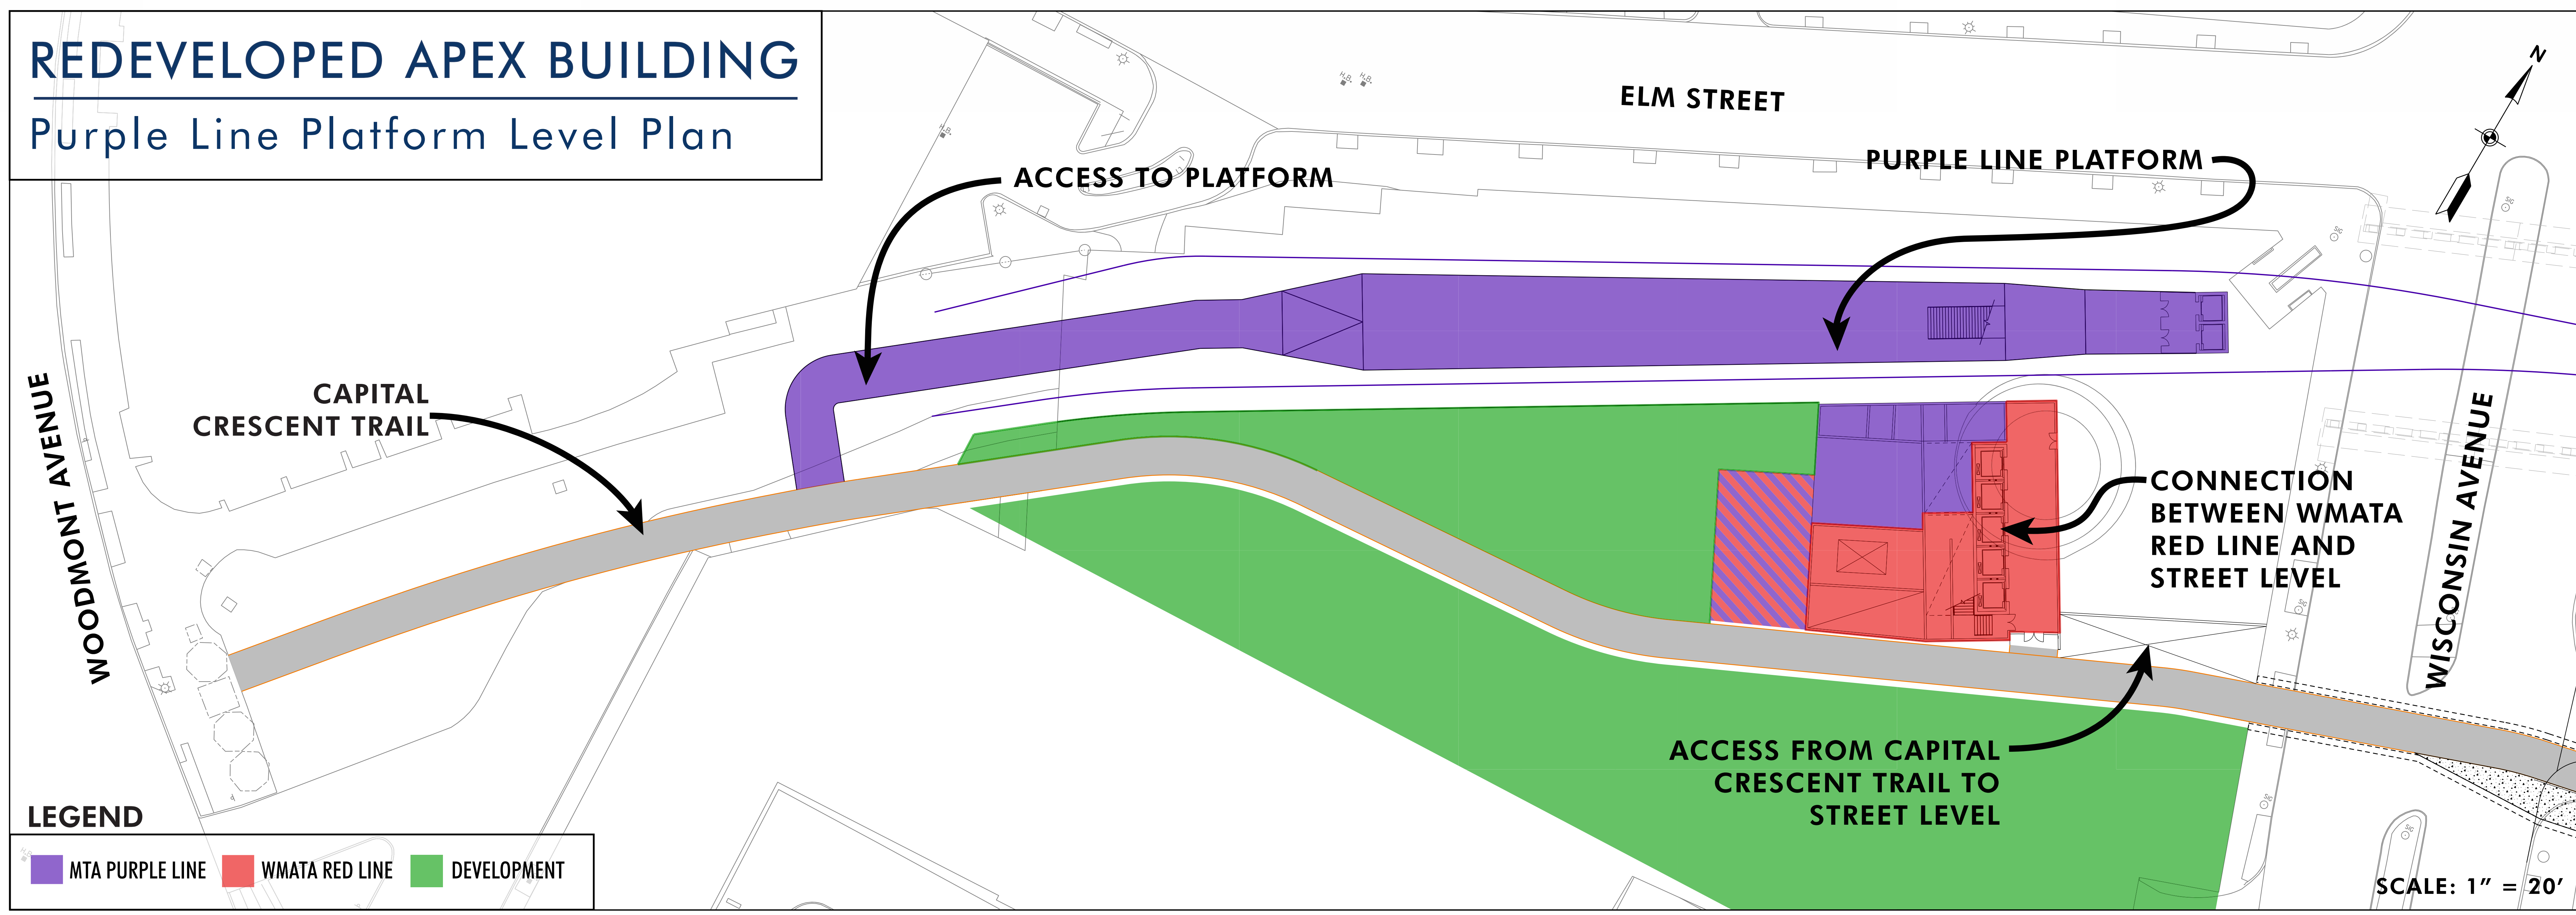 REDEVELOPED APEX BUILDING
Purple Line Platform Level Plan
ELM STREET
N
H.B.
H.B.
H.B.
ACCESS TO PLATFORM
PURPLE LINE PLATFORM
CAPITAL
CRESCENT TRAIL
WOODMONT AVENUE
CONNECTION
BETWEEN WMATA
RED LINE AND
STREET LEVEL
WISCONSIN AVENUE
ACCESS FROM CAPITAL
CRESCENT TRAIL TO
STREET LEVEL
LEGEND
MTA PURPLE LINE
WMATA RED LINE
DEVELOPMENT
SCALE: 1" = 20'